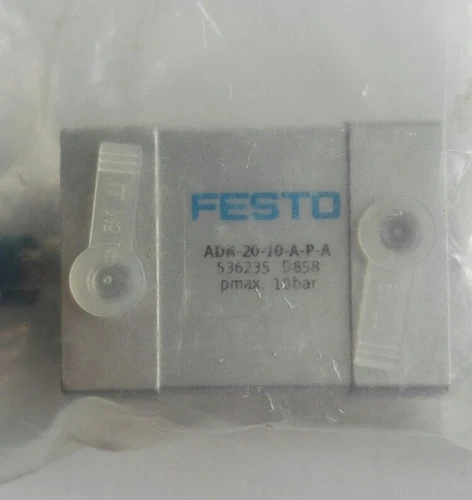 FESTO
ADN-20-10-A-P-A
536235 D858
pmax. 10bar